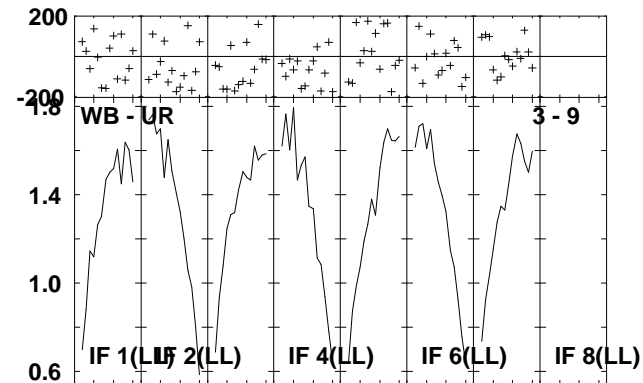 200
-200
1.8
WB - UR
3 - 9
1.4
1.0
0.6
IF 1(LL)
IF 2(LL)
IF 4(LL)
IF 6(LL)
IF 8(LL)